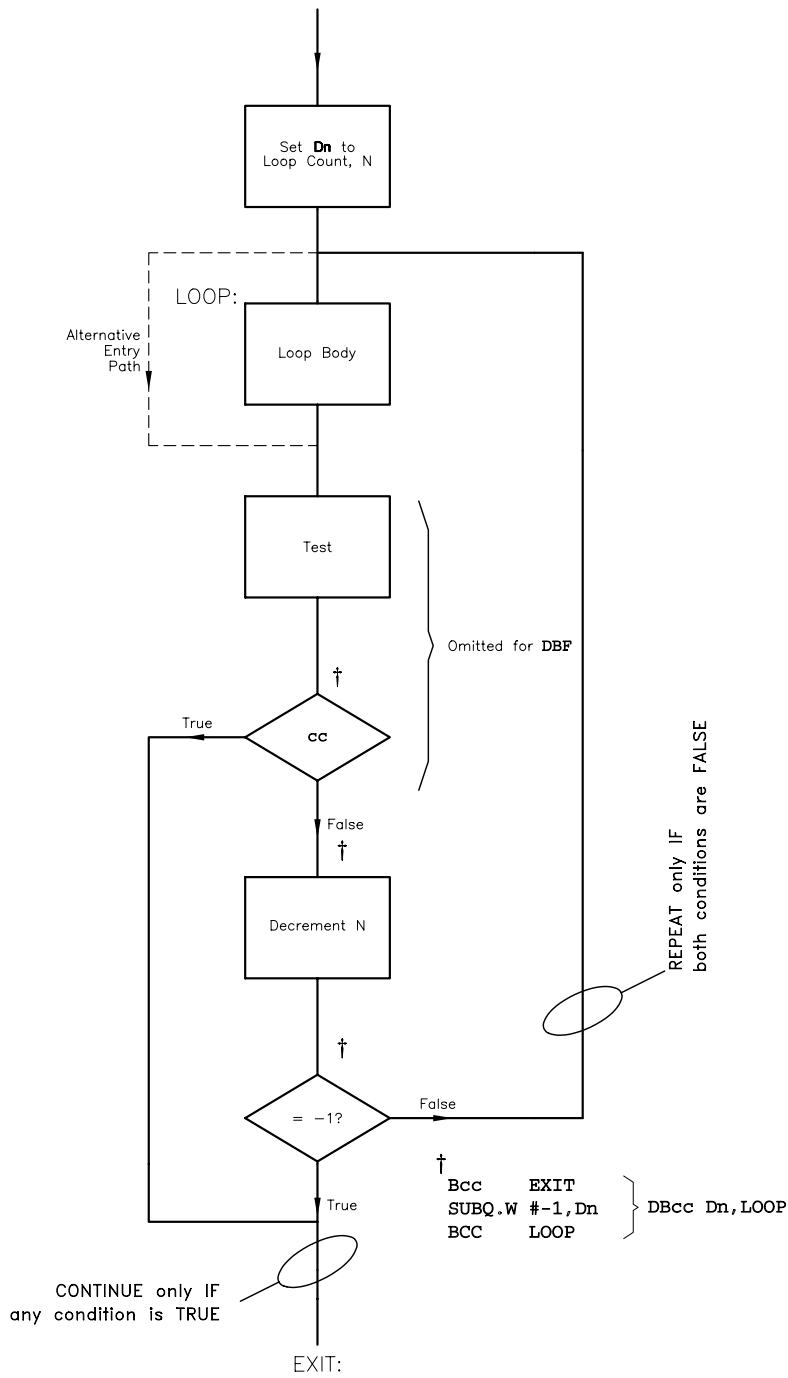 Set Dn to
Loop Count, N
LOOP:
Alternative
Entry
Path
Loop Body
Test
Omitted for DBF
†
True
cc
False
†
Decrement N
REPEAT only IF
both conditions are FALSE
†
= -1?
False
True
†
Bcc EXIT
SUBQ.W #-1,Dn
BCC LOOP
DBcc Dn,LOOP
CONTINUE only IF
any condition is TRUE
EXIT: